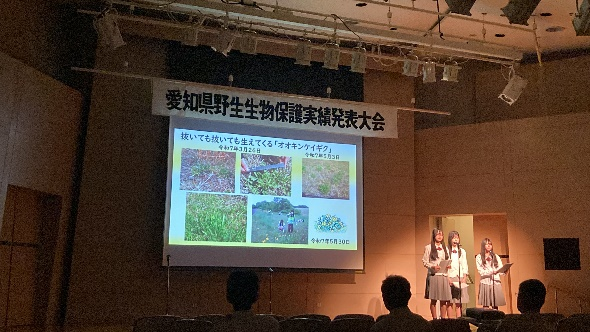 愛知県野生生物保護実績発表大会
抜いても抜いても生えてくる「オオキンケイギク」
令和7年3月26日
令和7年5月5日
令和7年5月30日